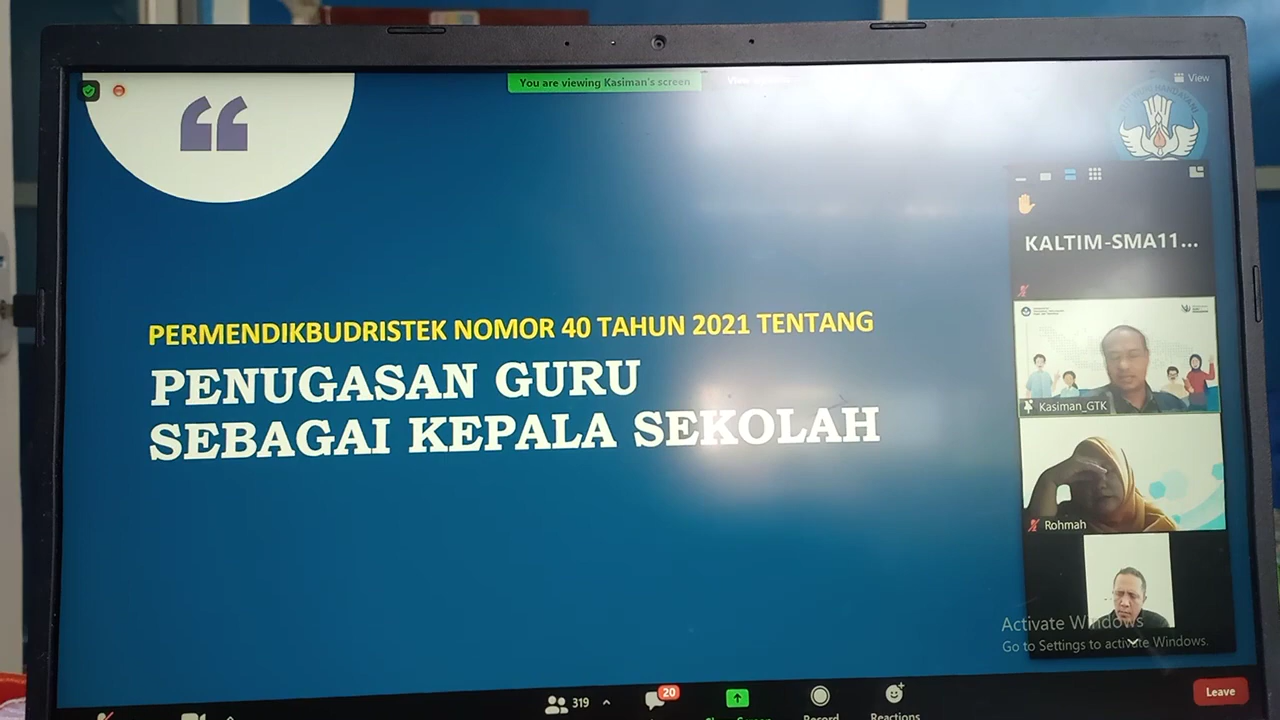 You are viewing Kasiman's screen
View
KALTIM-SMA11...
PERMENDIKBUDRISTEK NOMOR 40 TAHUN 2021 TENTANG
PENUGASAN GURU
SEBAGAI KEPALA SEKOLAH
Kasiman_GTK
Rohmah
Activate Windows
Go to Settings to activate Windows.
319
20
Record
Reactions
Leave